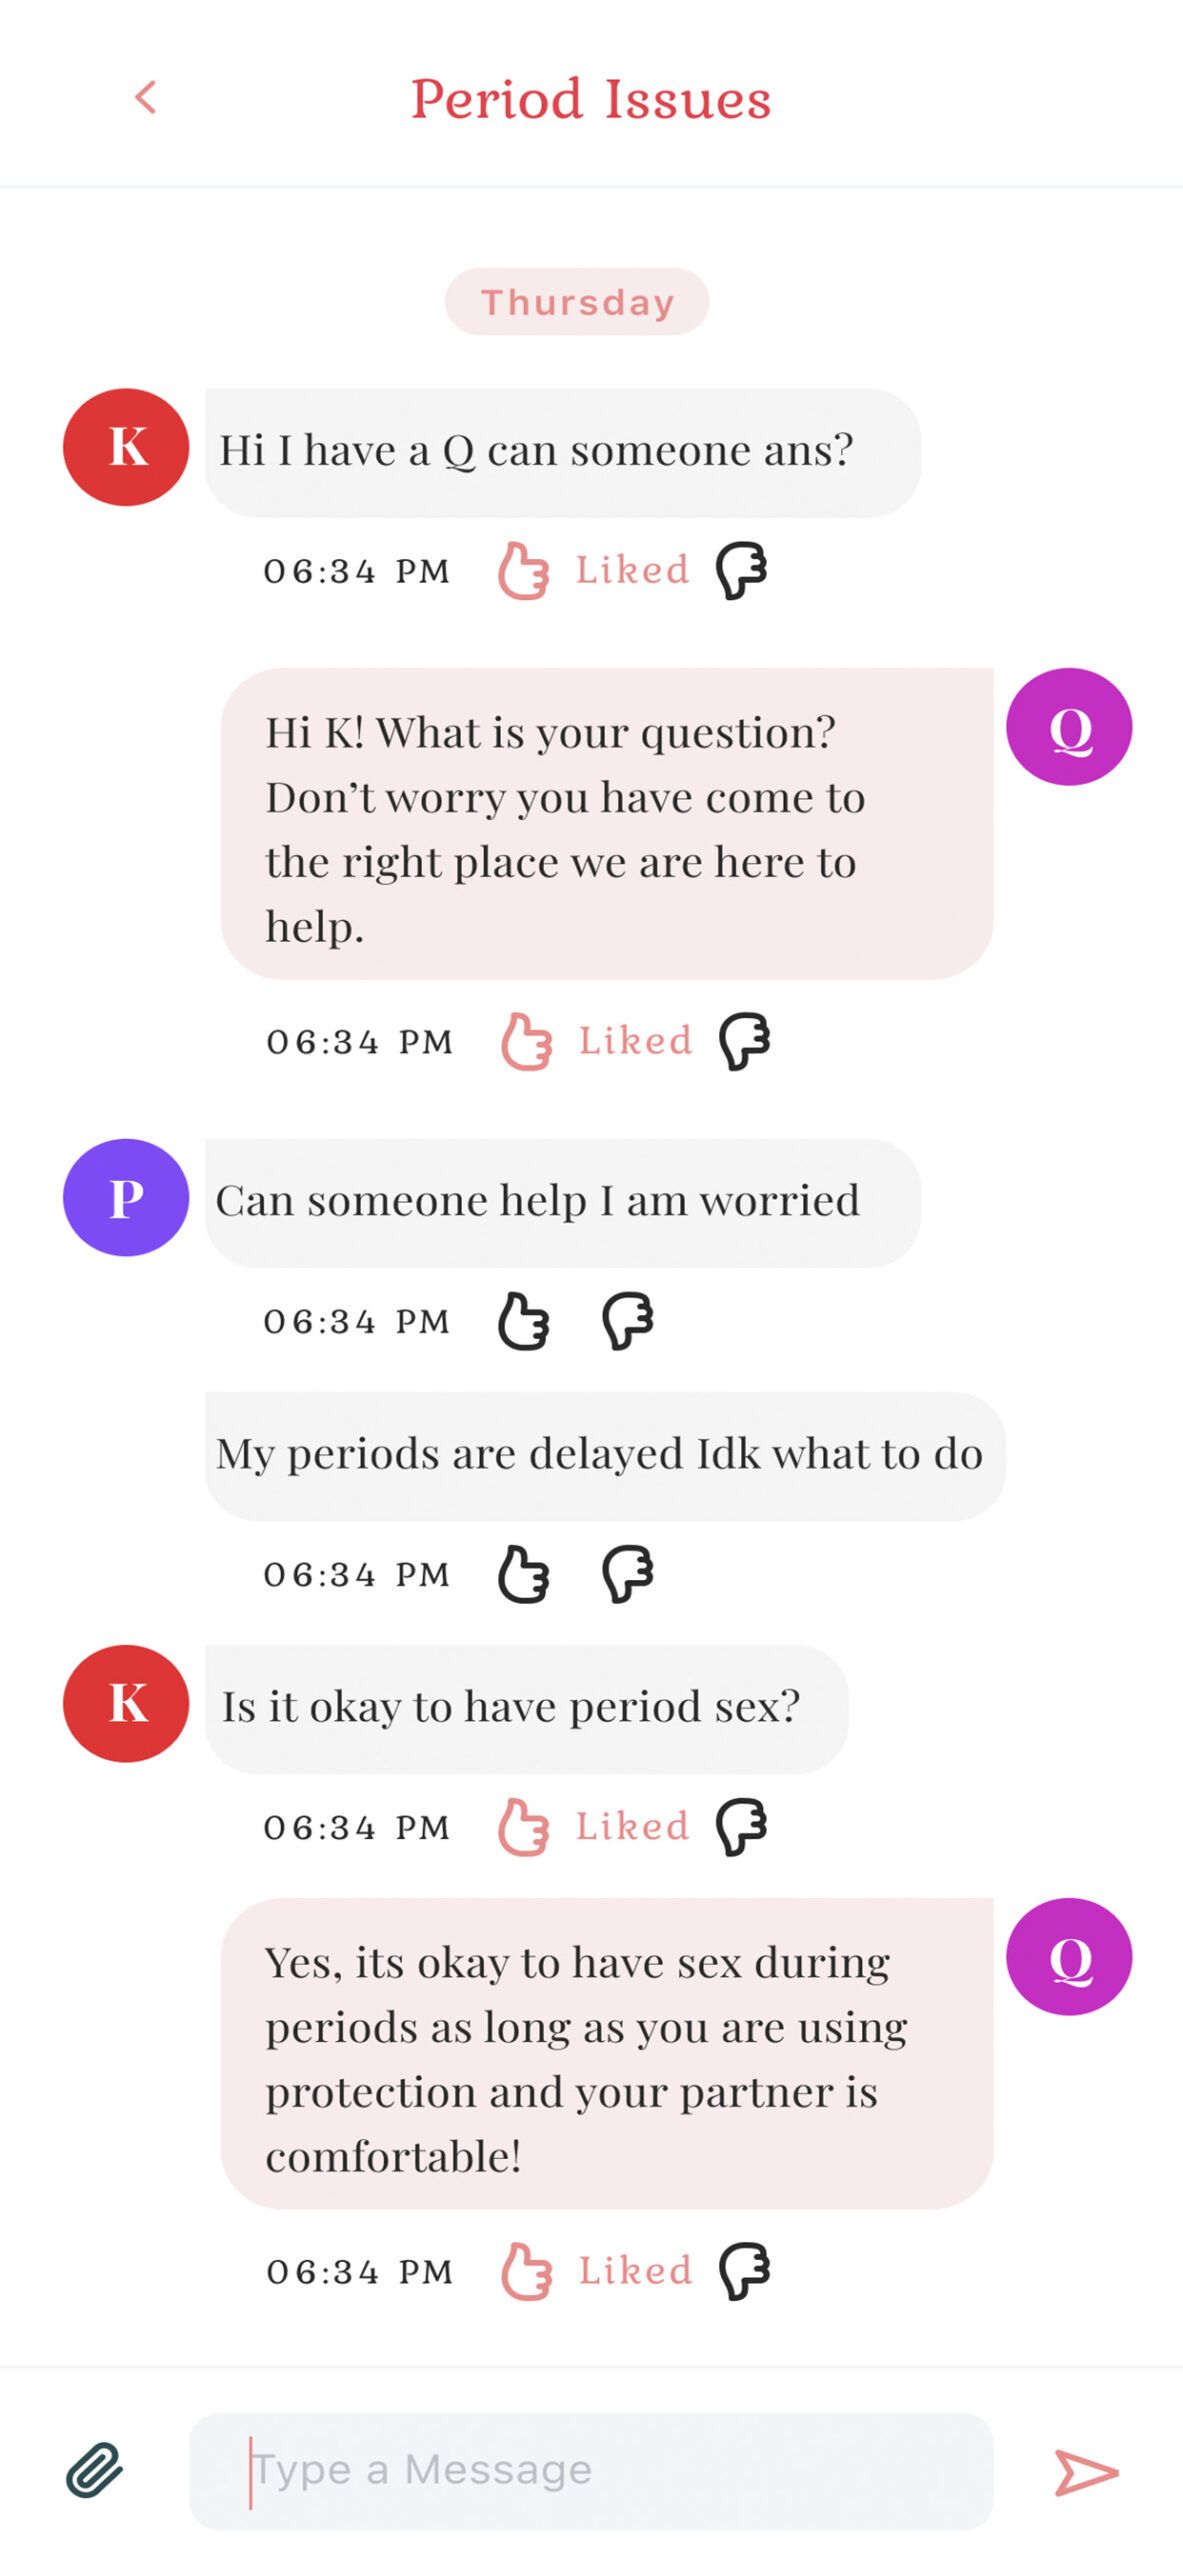 Period Issues
Thursday
K
Hi I have a Q can someone ans?
06:34 PM Liked
Q
Hi K! What is your question?
Don’t worry you have come to
the right place we are here to
help.
06:34 PM Liked
P
Can someone help I am worried
06:34 PM
My periods are delayed Idk what to do
06:34 PM
K
Is it okay to have period sex?
06:34 PM Liked
Q
Yes, its okay to have sex during
periods as long as you are using
protection and your partner is
comfortable!
06:34 PM Liked
Type a Message